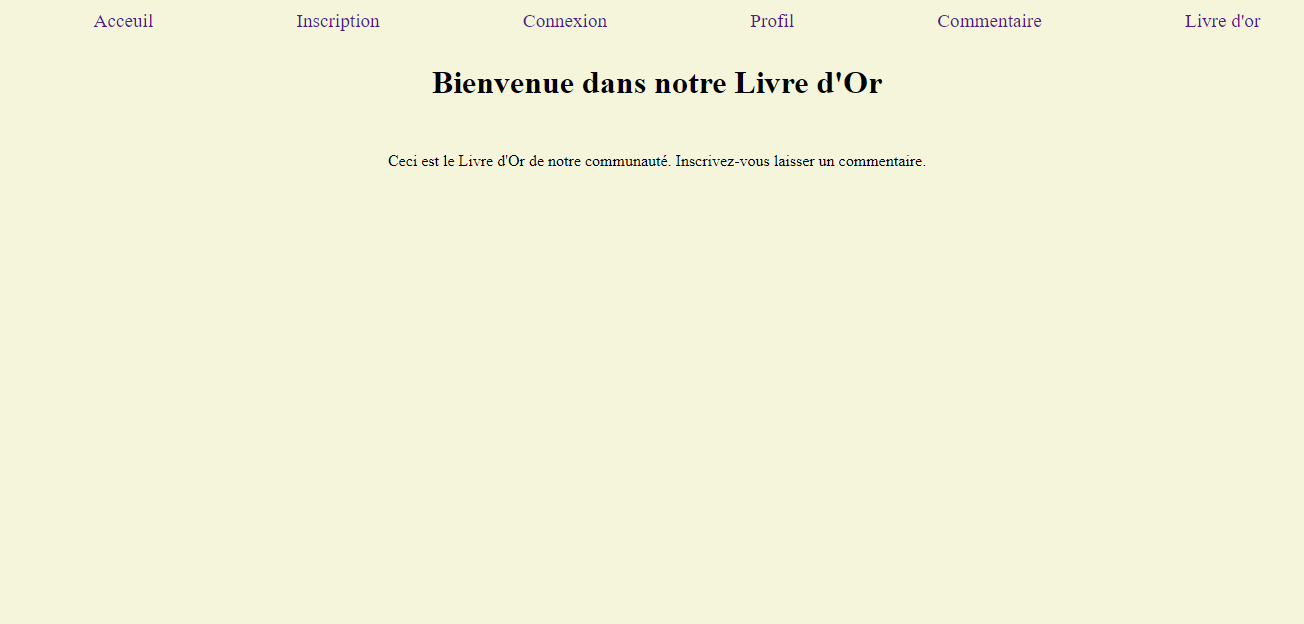 Acceuil Inscription Connexion Profil Commentaire Livre d'or
Bienvenue dans notre Livre d'Or
Ceci est le Livre d'Or de notre communauté. Inscrivez-vous laisser un commentaire.